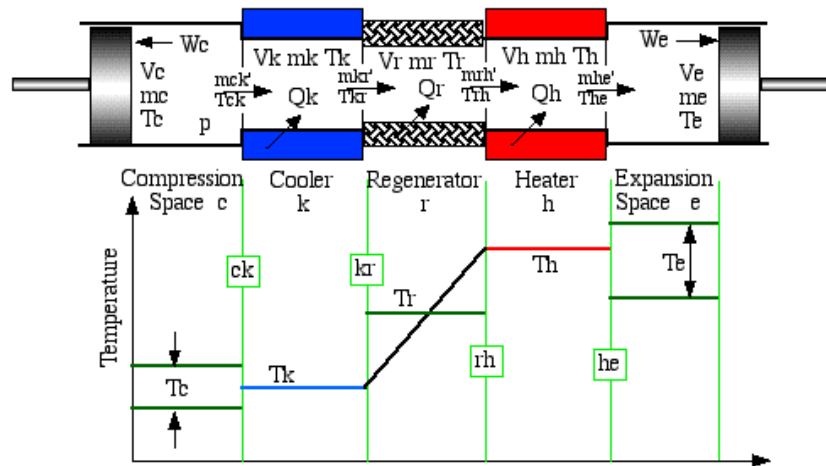 Wc
We
Vk mk Tk
Vr mr Tr
Vh mh Th
Vc
mc
Tc
p
mck'
Tck
mkr'
Tkr
mrh'
Trh
mhe'
The
Qk
Qr
Qh
Ve
me
Te
Compression
Space c
Cooler
k
Regenerator
r
Heater
h
Expansion
Space e
Temperature
ck
kr
rh
he
Tc
Tk
Tr
Th
Te